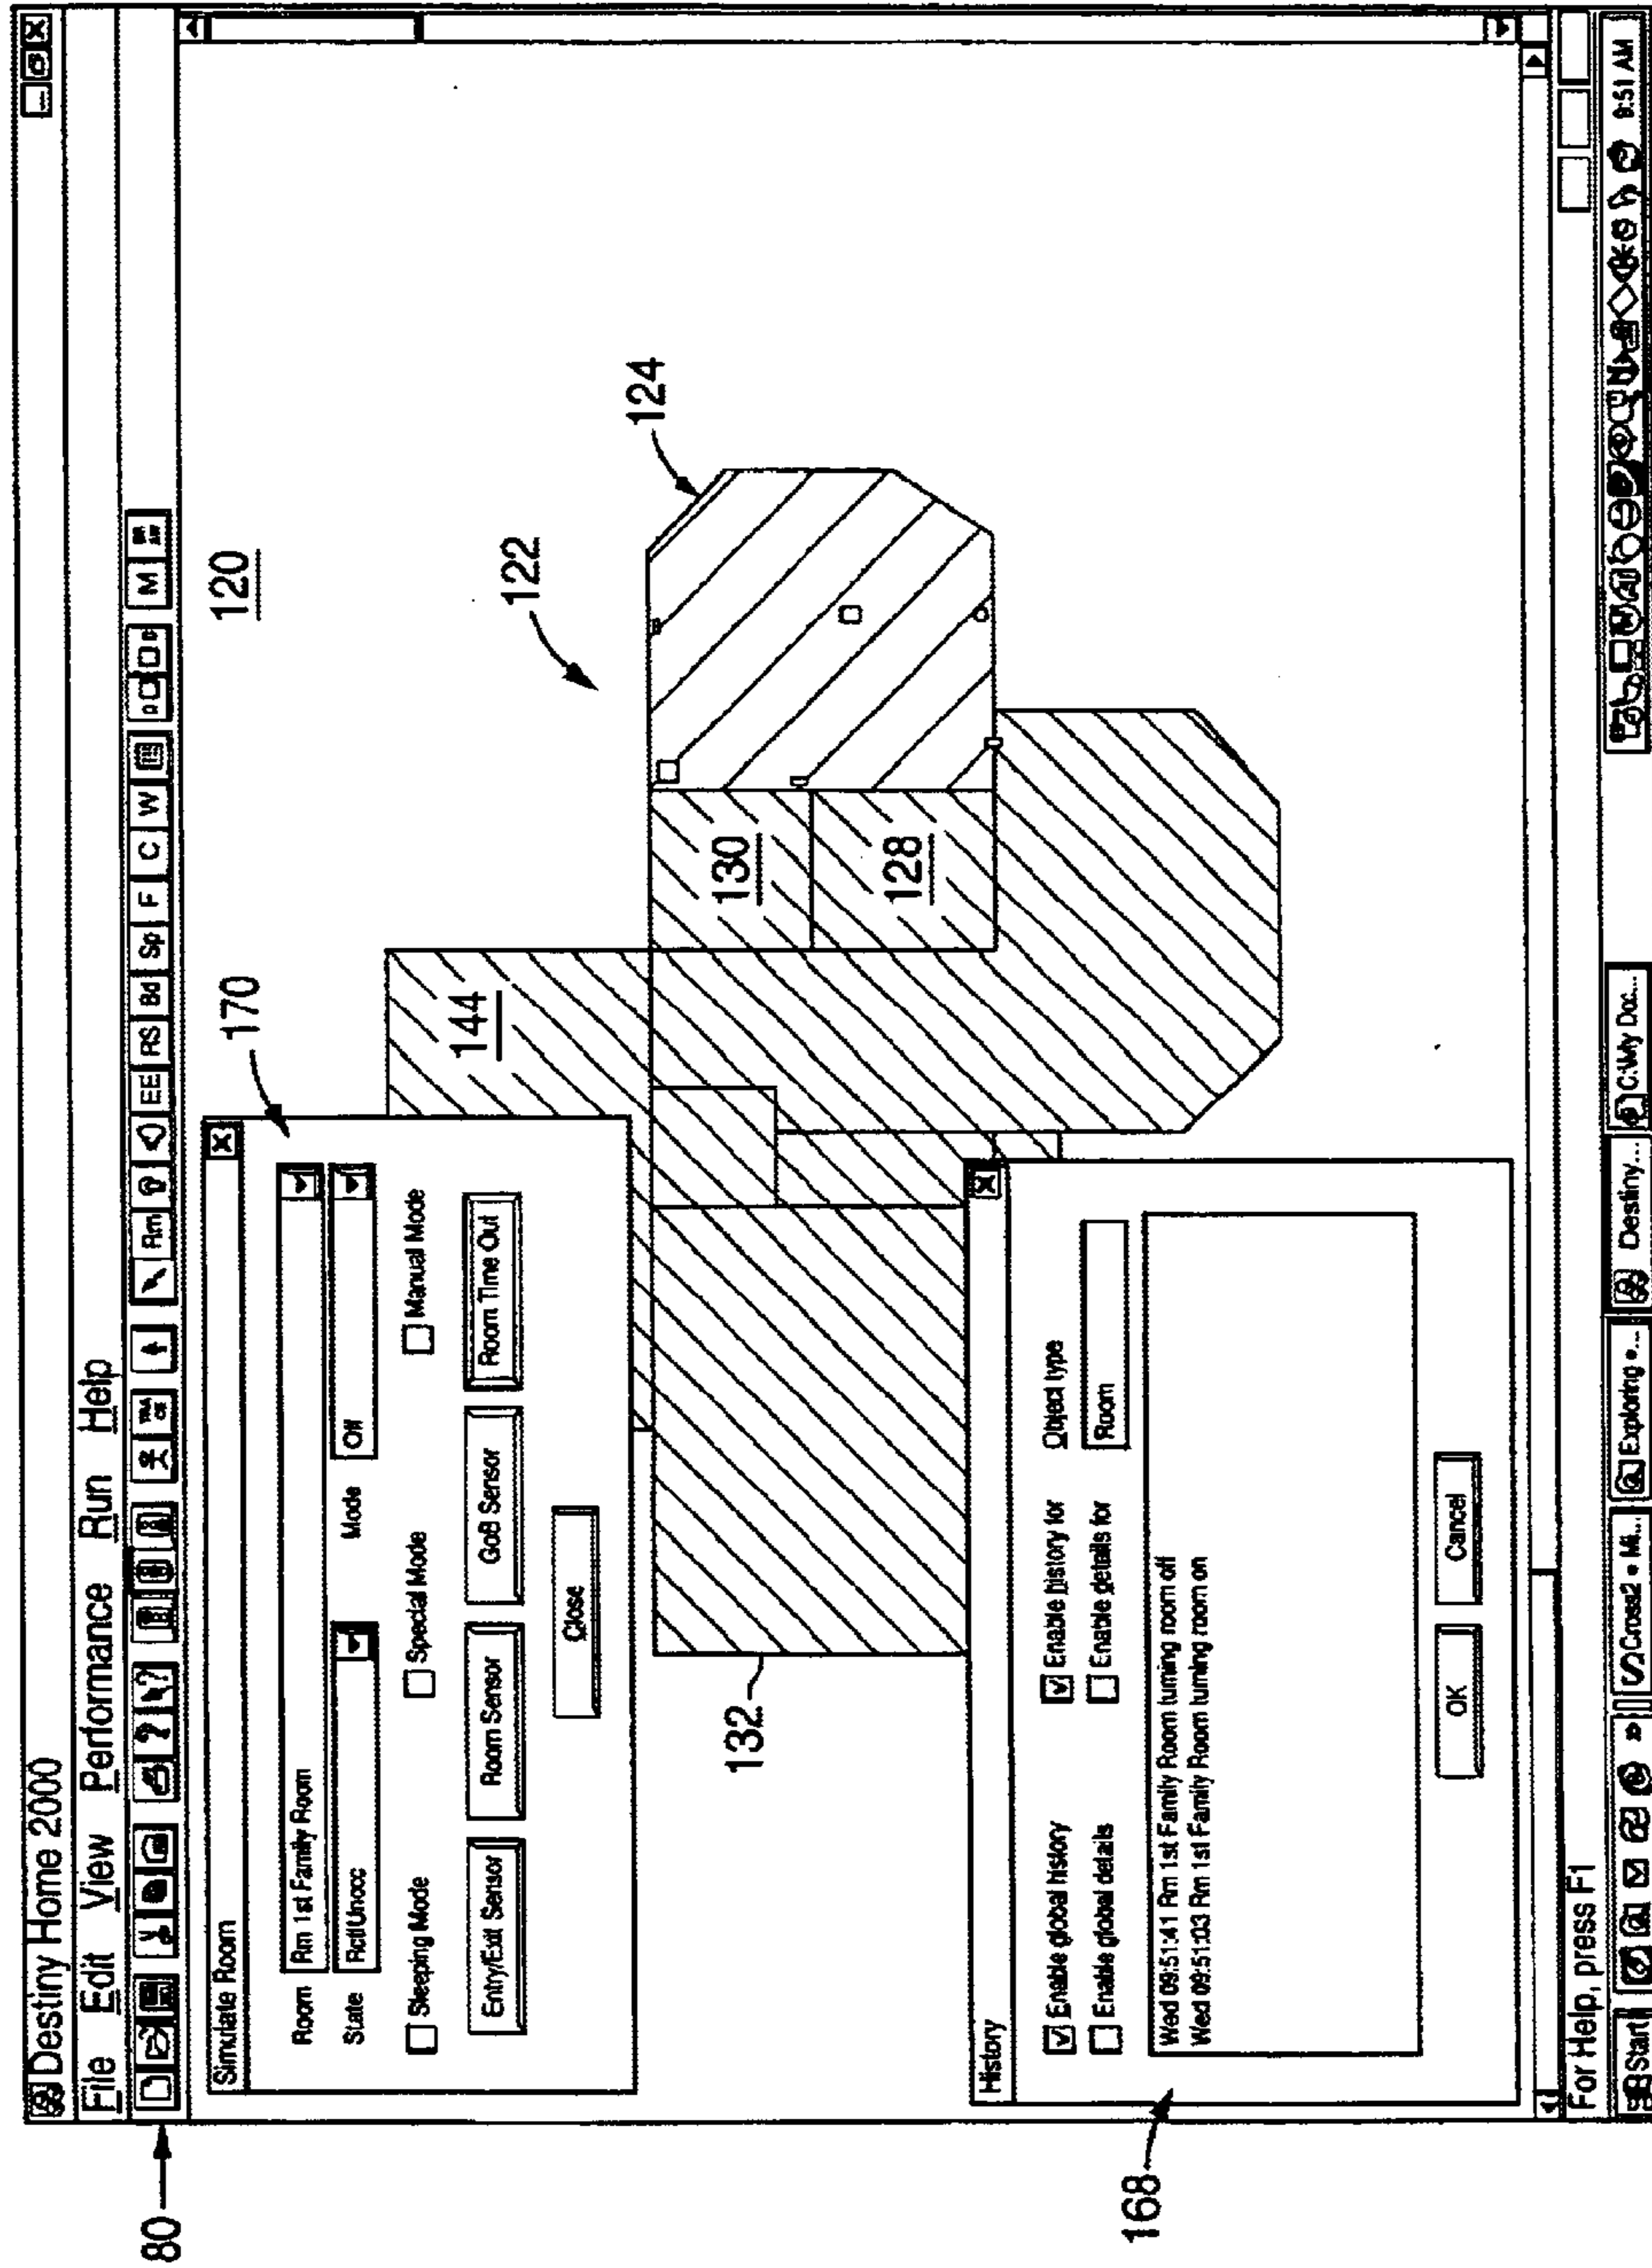 Destiny Home 2000
File Edit View Performance Run Help
80
Rm EE RS Bd Sp F C W M
120
Simulate Room
170
Room Rm 1st Family Room
State Rctl Unocc Mode Off
Sleeping Mode Special Mode Manual Mode
Entry/Exit Sensor Room Sensor GoB Sensor Room Time Out
Close
144
122
124
130
128
132
History
168
Enable global history Enable history for Object type
Enable global details Enable details for Room
Wed 09:51:41 Rm 1st Family Room turning room off
Wed 09:51:03 Rm 1st Family Room turning room on
OK Cancel
For Help, press F1
Start Cross2 • Mi... Exploring •... Destiny... C:\My Doc... 9:51 AM